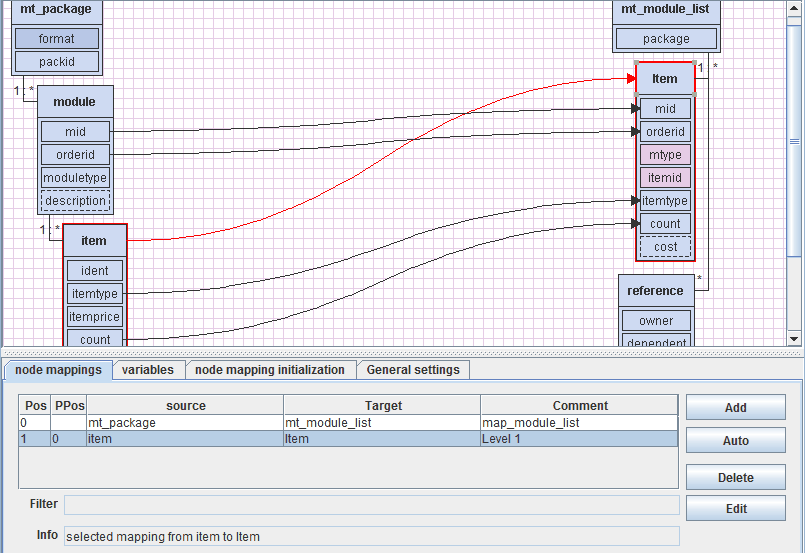 mt_package
format
packid
1 : *
module
mid
orderid
moduletype
description
1 : *
item
ident
itemtype
itemprice
count
mt_module_list
package
1 *
Item
mid
orderid
mtype
itemid
itemtype
count
cost
*
reference
owner
dependent
node mappings variables node mapping initialization General settings
Pos PPos source Target Comment
0 mt_package mt_module_list map_module_list
1 0 item Item Level 1
Add
Auto
Delete
Edit
Filter
Info selected mapping from item to Item